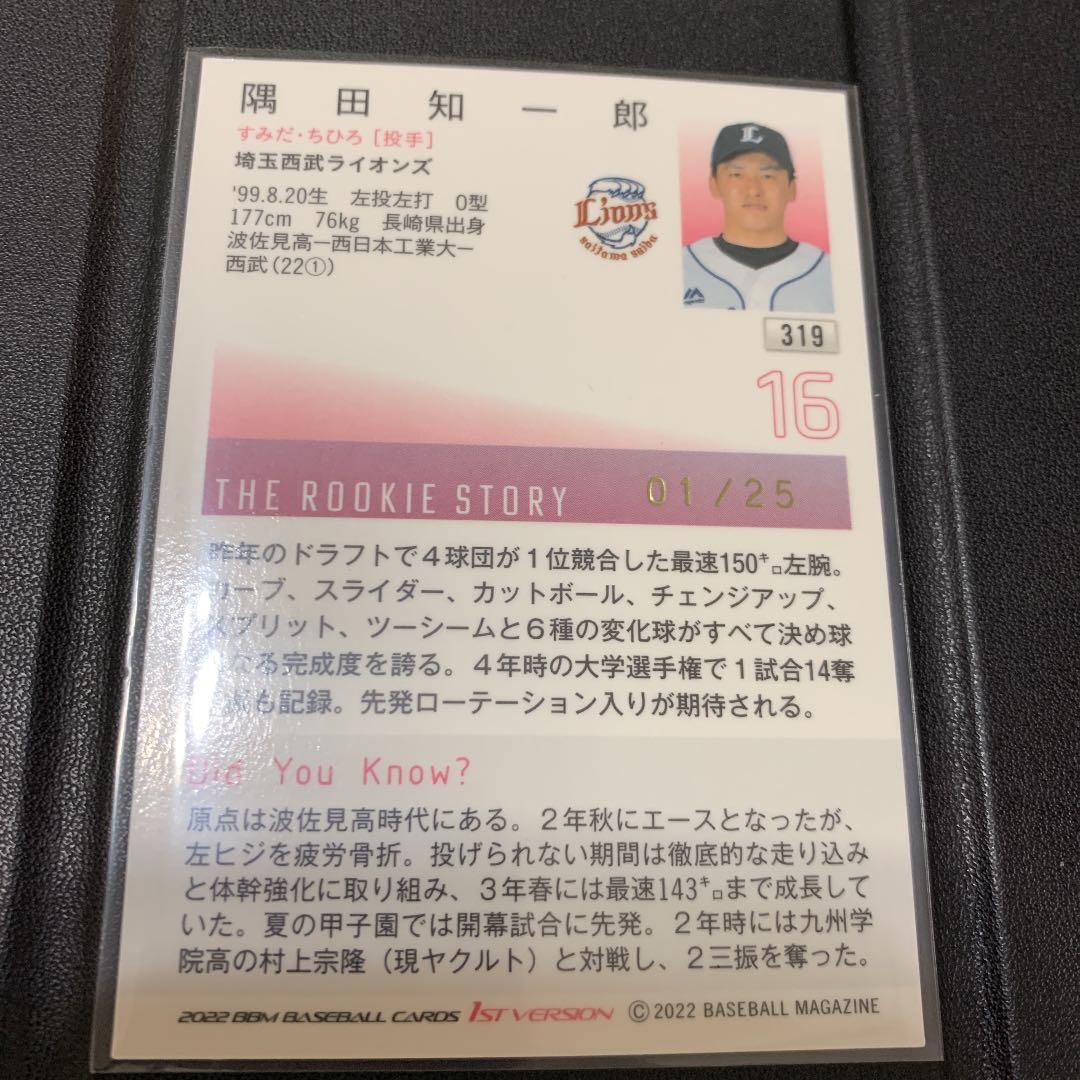 隅田知一郎
すみだ・ちひろ[投手]
埼玉西武ライオンズ
'99.8.20生 左投左打 O型
177cm 76kg 長崎県出身
波佐見高―西日本工業大―
西武(22①)
L
Lions
saitama seibu
319
16
THE ROOKIE STORY 01/25
昨年のドラフトで4球団が1位競合した最速150㌔左腕。
カーブ、スライダー、カットボール、チェンジアップ、
スプリット、ツーシームと6種の変化球がすべて決め球
なる完成度を誇る。4年時の大学選手権で1試合14奪
も記録。先発ローテーション入りが期待される。
Did You Know?
原点は波佐見高時代にある。2年秋にエースとなったが、
左ヒジを疲労骨折。投げられない期間は徹底的な走り込み
と体幹強化に取り組み、3年春には最速143㌔まで成長して
いた。夏の甲子園では開幕試合に先発。2年時には九州学
院高の村上宗隆(現ヤクルト)と対戦し、2三振を奪った。
2022 BBM BASEBALL CARDS 1ST VERSION ©2022 BASEBALL MAGAZINE